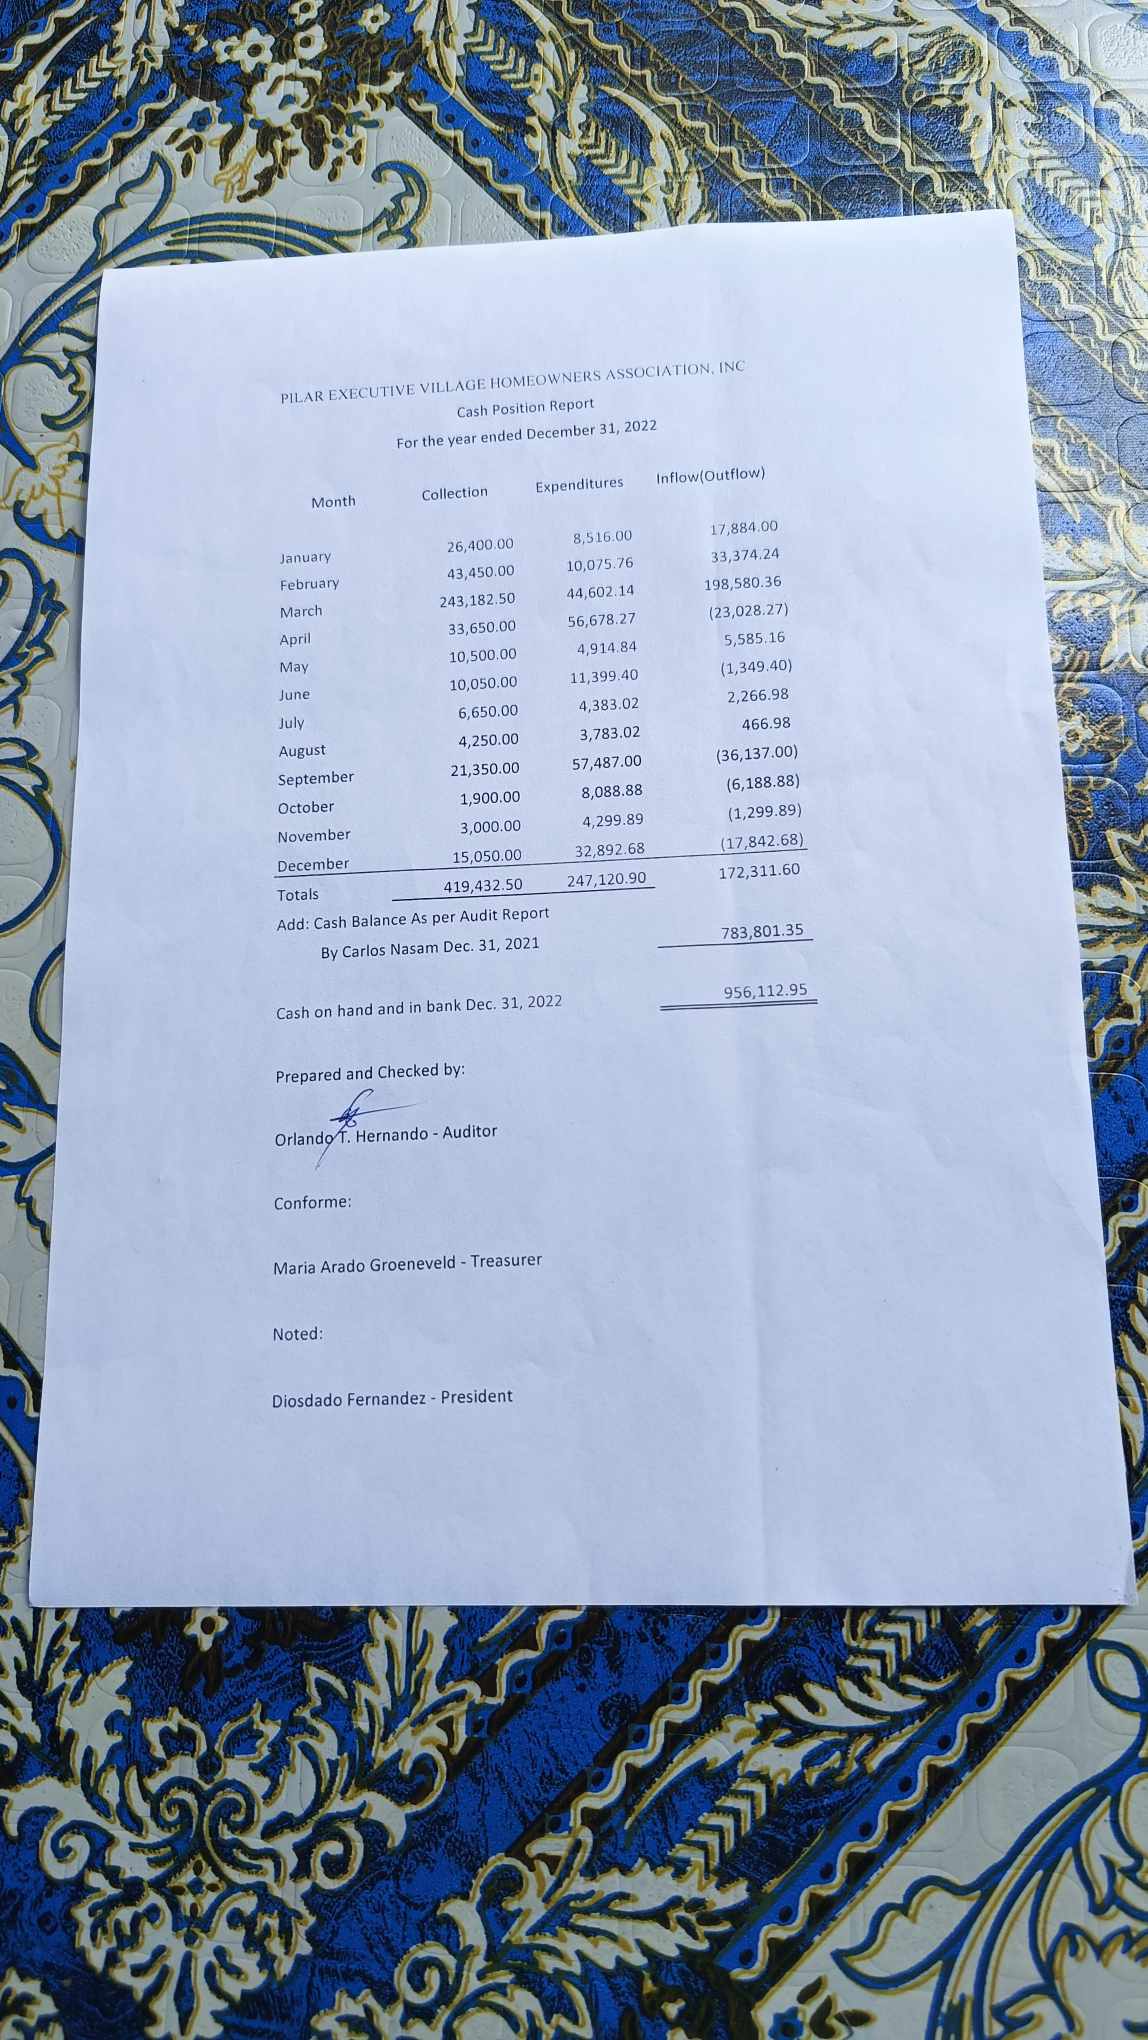 PILAR EXECUTIVE VILLAGE HOMEOWNERS ASSOCIATION, INC
Cash Position Report
For the year ended December 31, 2022
Month Collection Expenditures Inflow(Outflow)
January 26,400.00 8,516.00 17,884.00
February 43,450.00 10,075.76 33,374.24
March 243,182.50 44,602.14 198,580.36
April 33,650.00 56,678.27 (23,028.27)
May 10,500.00 4,914.84 5,585.16
June 10,050.00 11,399.40 (1,349.40)
July 6,650.00 4,383.02 2,266.98
August 4,250.00 3,783.02 466.98
September 21,350.00 57,487.00 (36,137.00)
October 1,900.00 8,088.88 (6,188.88)
November 3,000.00 4,299.89 (1,299.89)
December 15,050.00 32,892.68 (17,842.68)
Totals 419,432.50 247,120.90 172,311.60
Add: Cash Balance As per Audit Report
By Carlos Nasam Dec. 31, 2021 783,801.35
Cash on hand and in bank Dec. 31, 2022 956,112.95
Prepared and Checked by:
Orlando T. Hernando - Auditor
Conforme:
Maria Arado Groeneveld - Treasurer
Noted:
Diosdado Fernandez - President